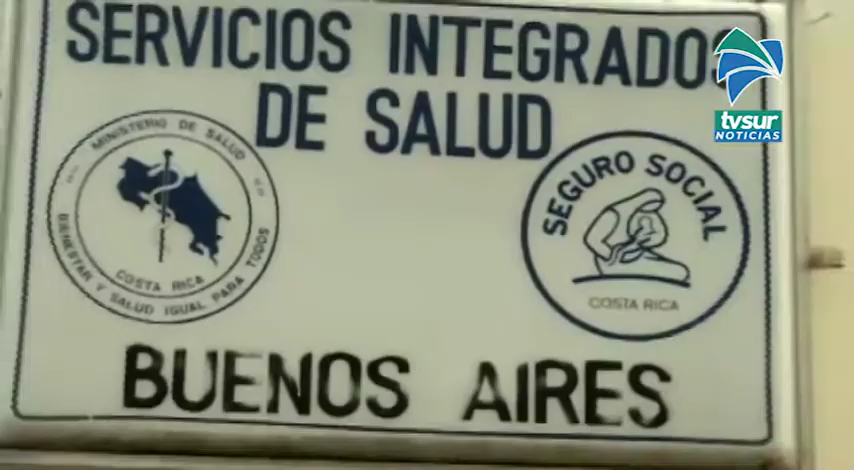 SERVICIOS INTEGRADOS
DE SALUD
MINISTERIO DE SALUD
COSTA RICA
BIENESTAR Y SALUD IGUAL PARA TODOS
SEGURO SOCIAL
COSTA RICA
BUENOS AIRES
tvsur
NOTICIAS